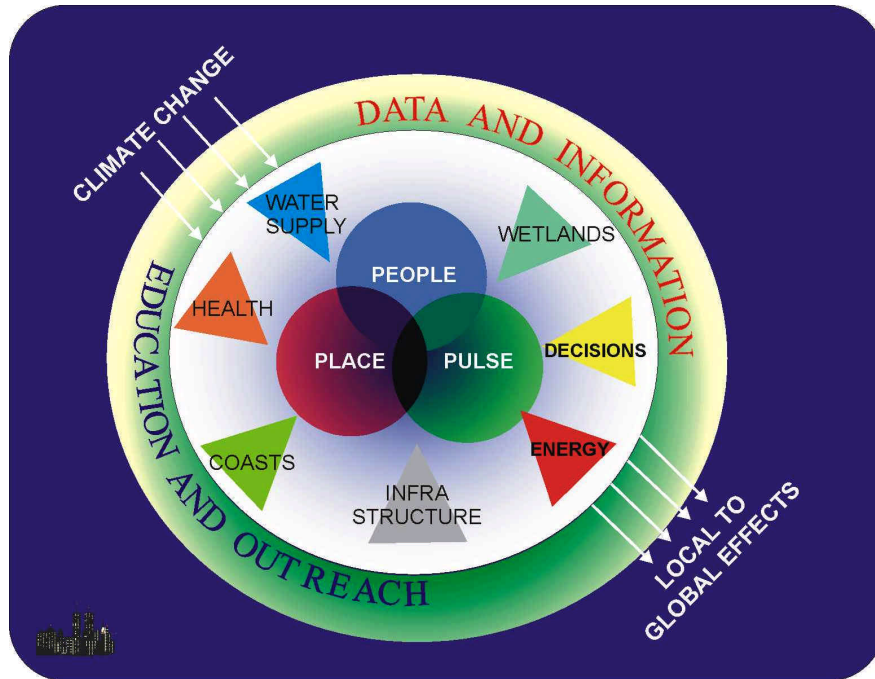 CLIMATE CHANGE
DATA AND INFORMATION
WATER
SUPPLY
WETLANDS
PEOPLE
HEALTH
PLACE
PULSE
DECISIONS
COASTS
ENERGY
INFRA
STRUCTURE
EDUCATION AND OUTREACH
LOCAL TO
GLOBAL EFFECTS